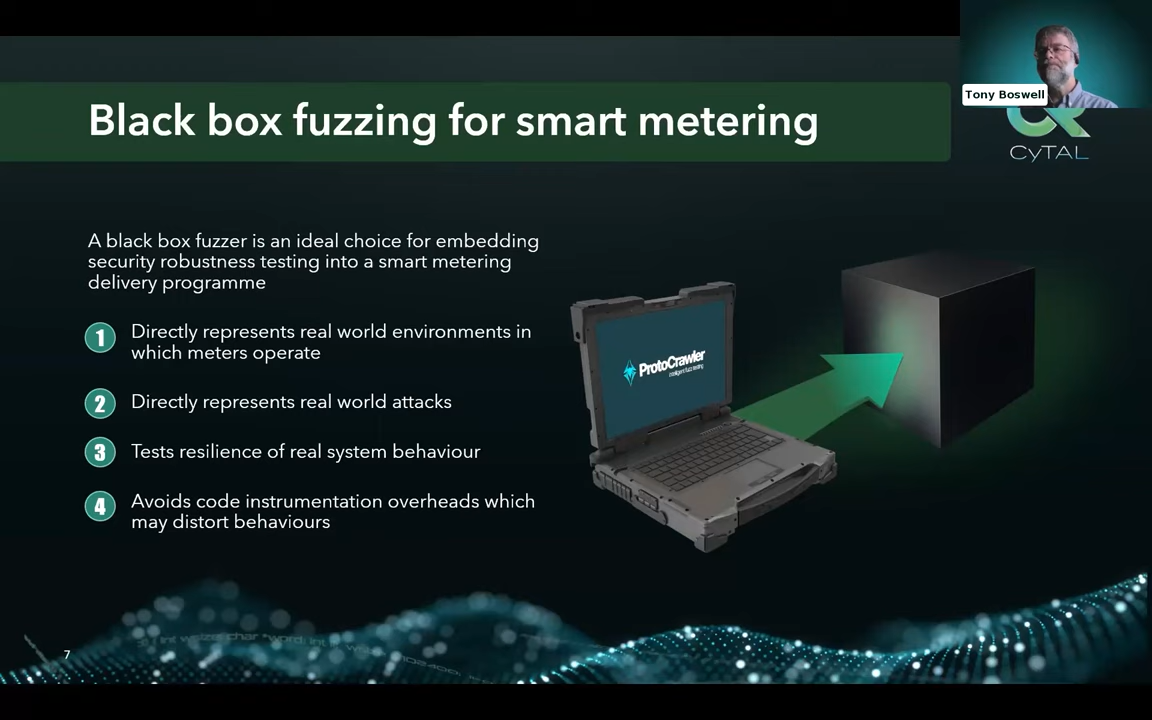 Tony Boswell
Black box fuzzing for smart metering
CyTAL
A black box fuzzer is an ideal choice for embedding
security robustness testing into a smart metering
delivery programme
1 Directly represents real world environments in
which meters operate
2 Directly represents real world attacks
3 Tests resilience of real system behaviour
4 Avoids code instrumentation overheads which
may distort behaviours
ProtoCrawler
Intelligent fuzz testing
7